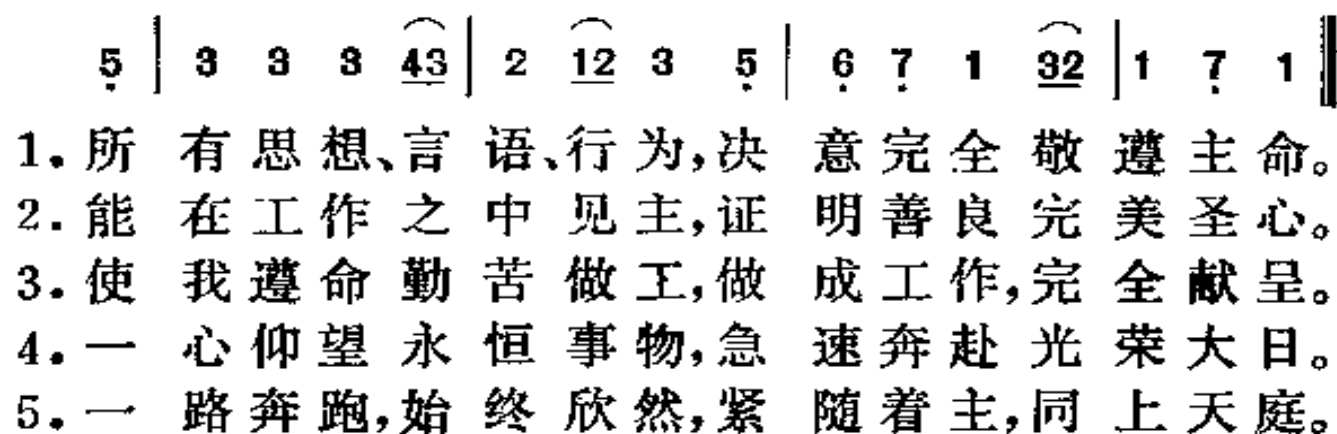 5 | 3 3 3 43 | 2 12 3 5 | 6 7 1 32 | 1 7 1 ‖
1. 所有思想、言语、行为,决意完全敬遵主命。
2. 能在工作之中见主,证明善良完美圣心。
3. 使我遵命勤苦做工,做成工作,完全献呈。
4. 一心仰望永恒事物,急速奔赴光荣大日。
5. 一路奔跑,始终欣然,紧随着主,同上天庭。